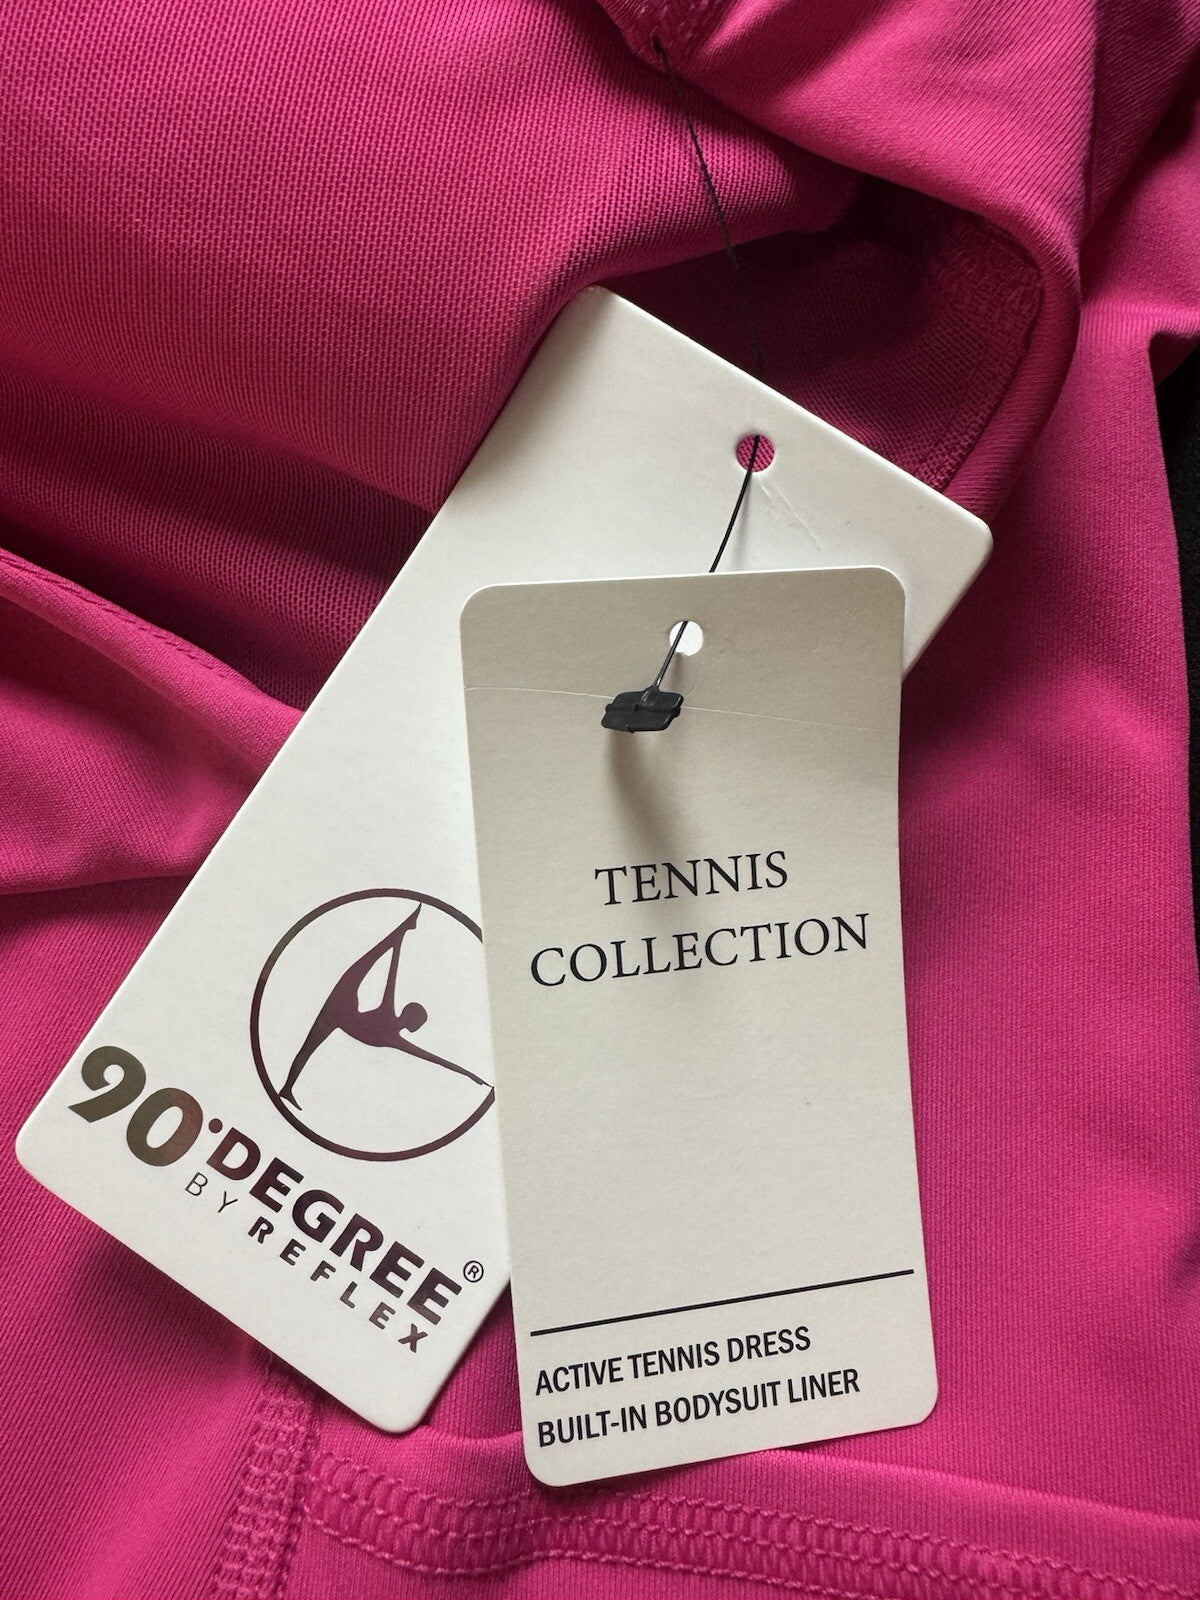 90°DEGREE®
BY REFLEX
TENNIS
COLLECTION
ACTIVE TENNIS DRESS
BUILT-IN BODYSUIT LINER